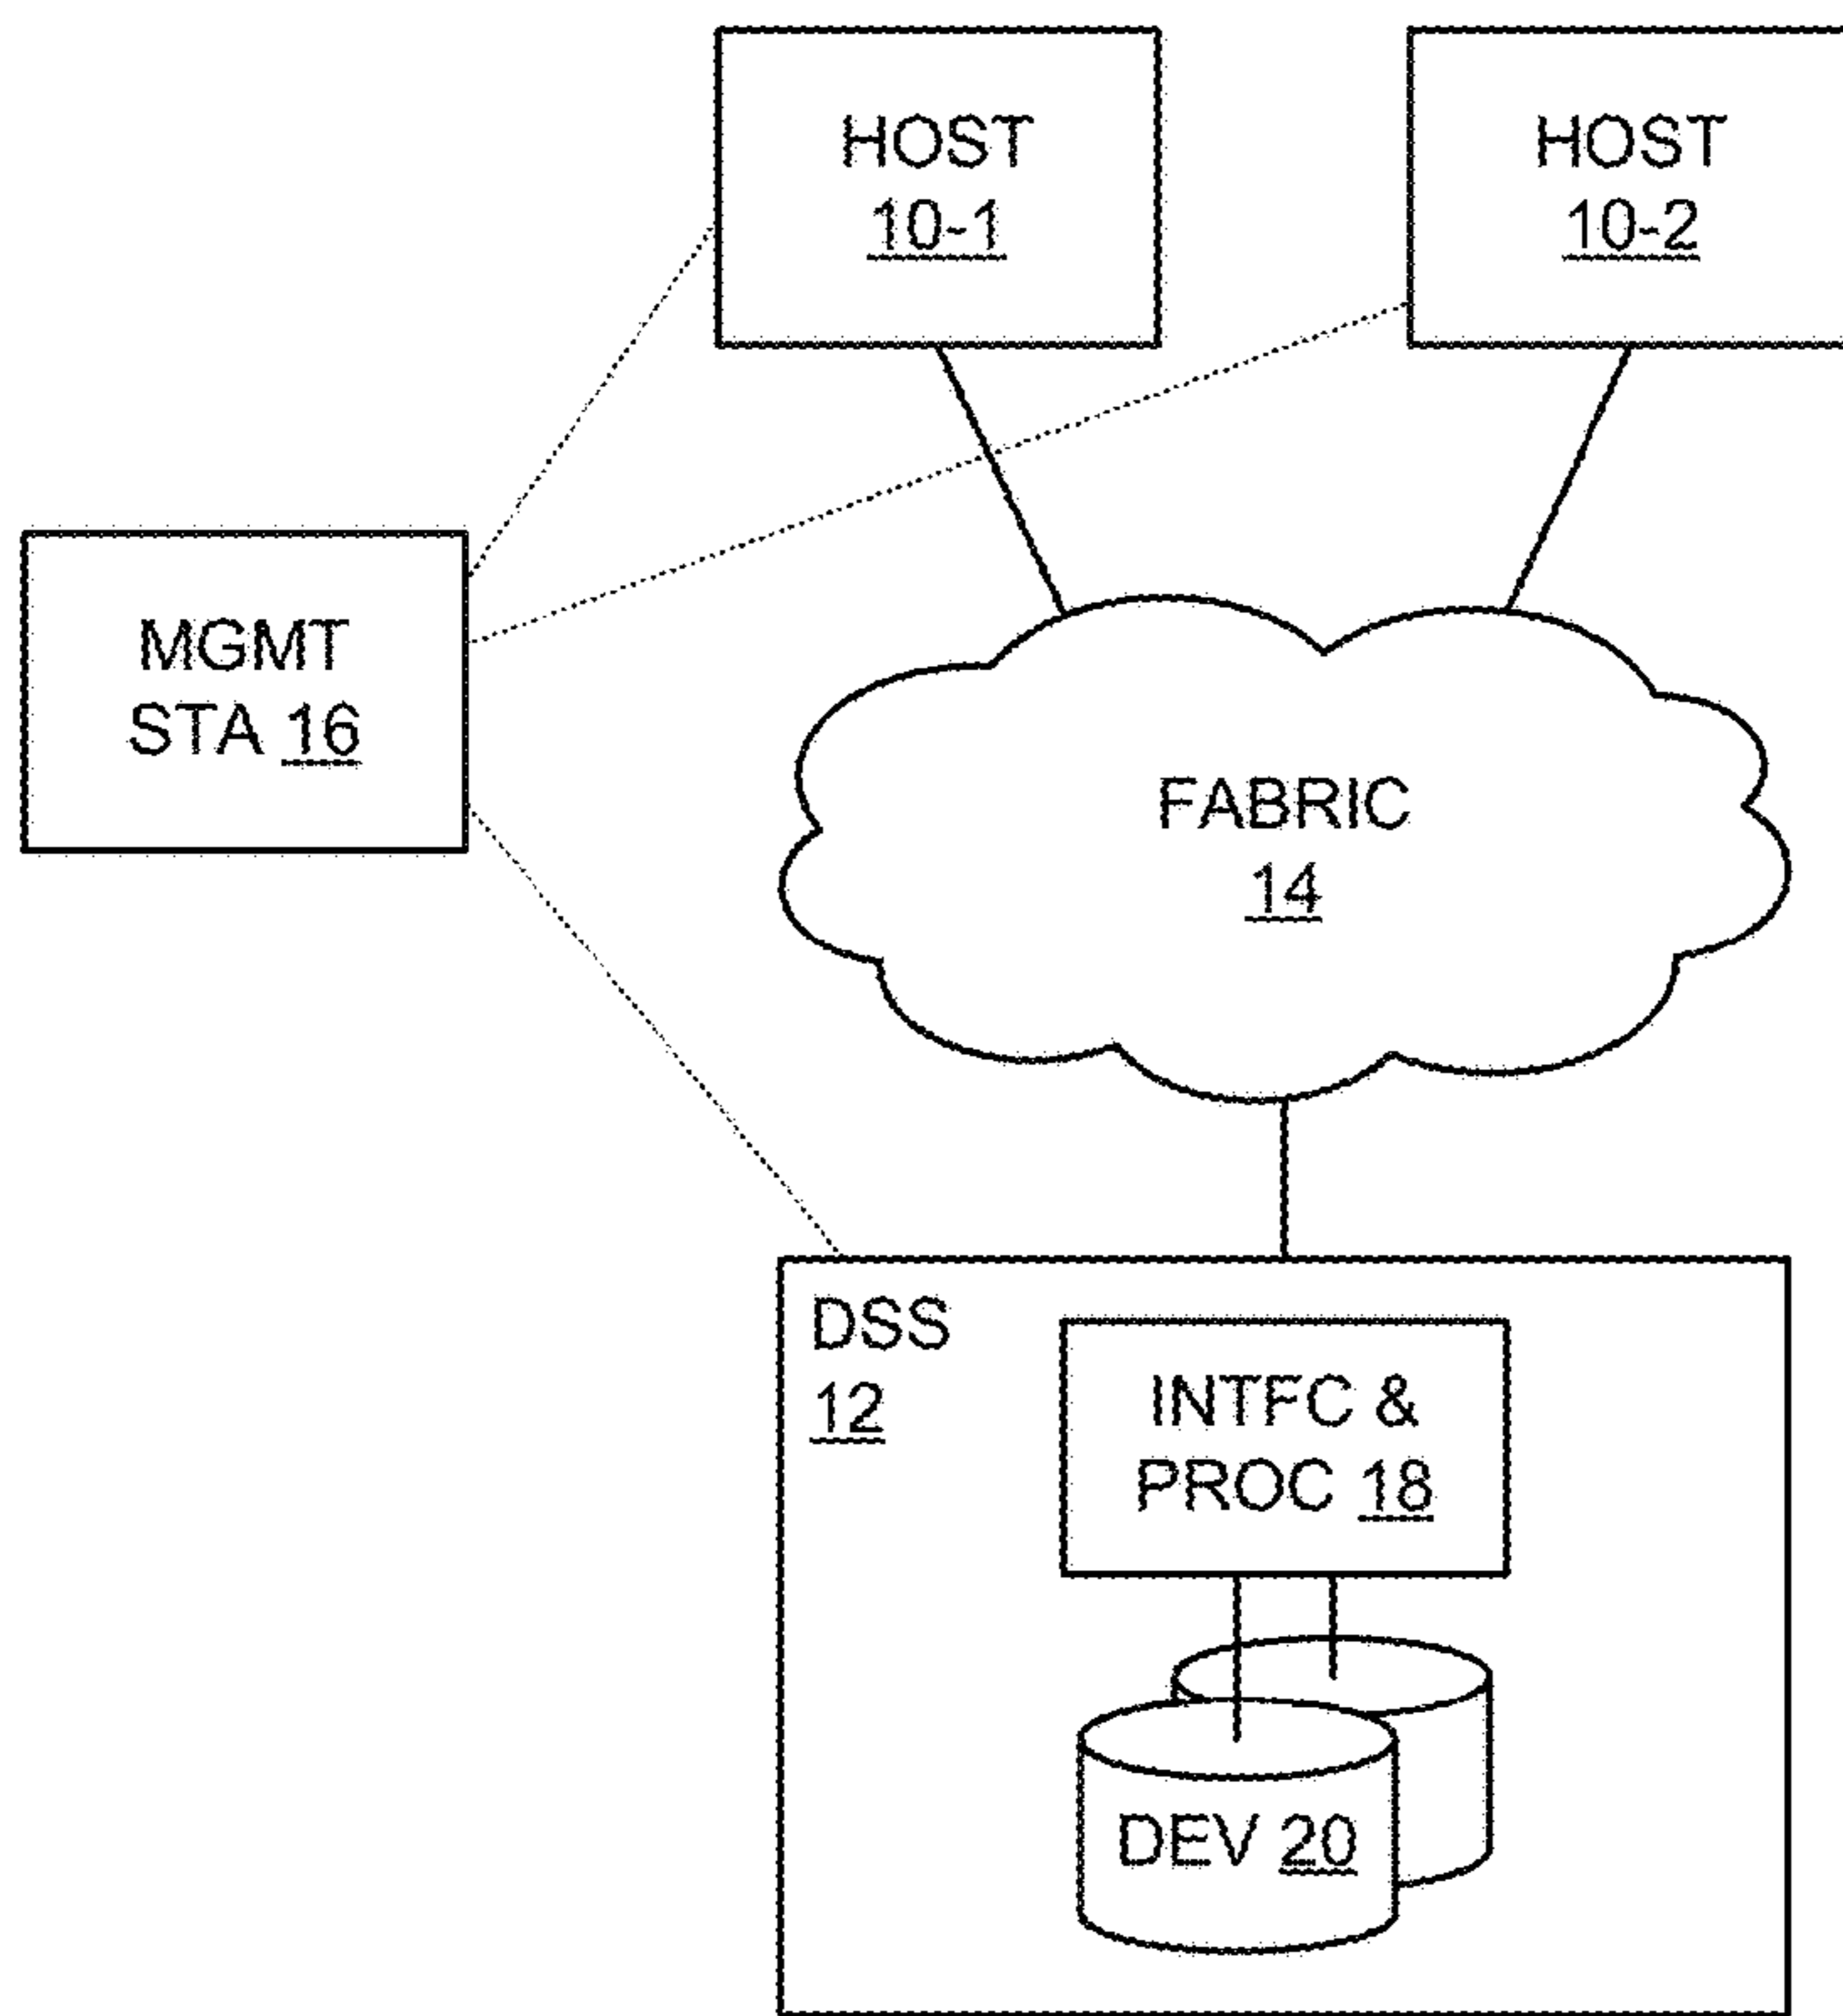 HOST
10-1
HOST
10-2
MGMT
STA 16
FABRIC
14
DSS
12
INTFC &
PROC 18
DEV 20